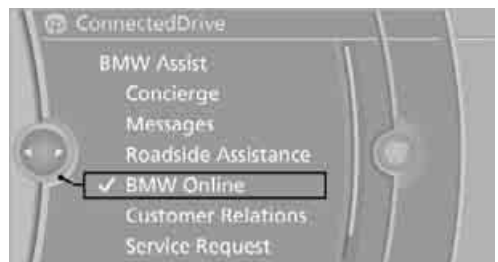 ConnectedDrive
BMW Assist
Concierge
Messages
Roadside Assistance
✓ BMW Online
Customer Relations
Service Request